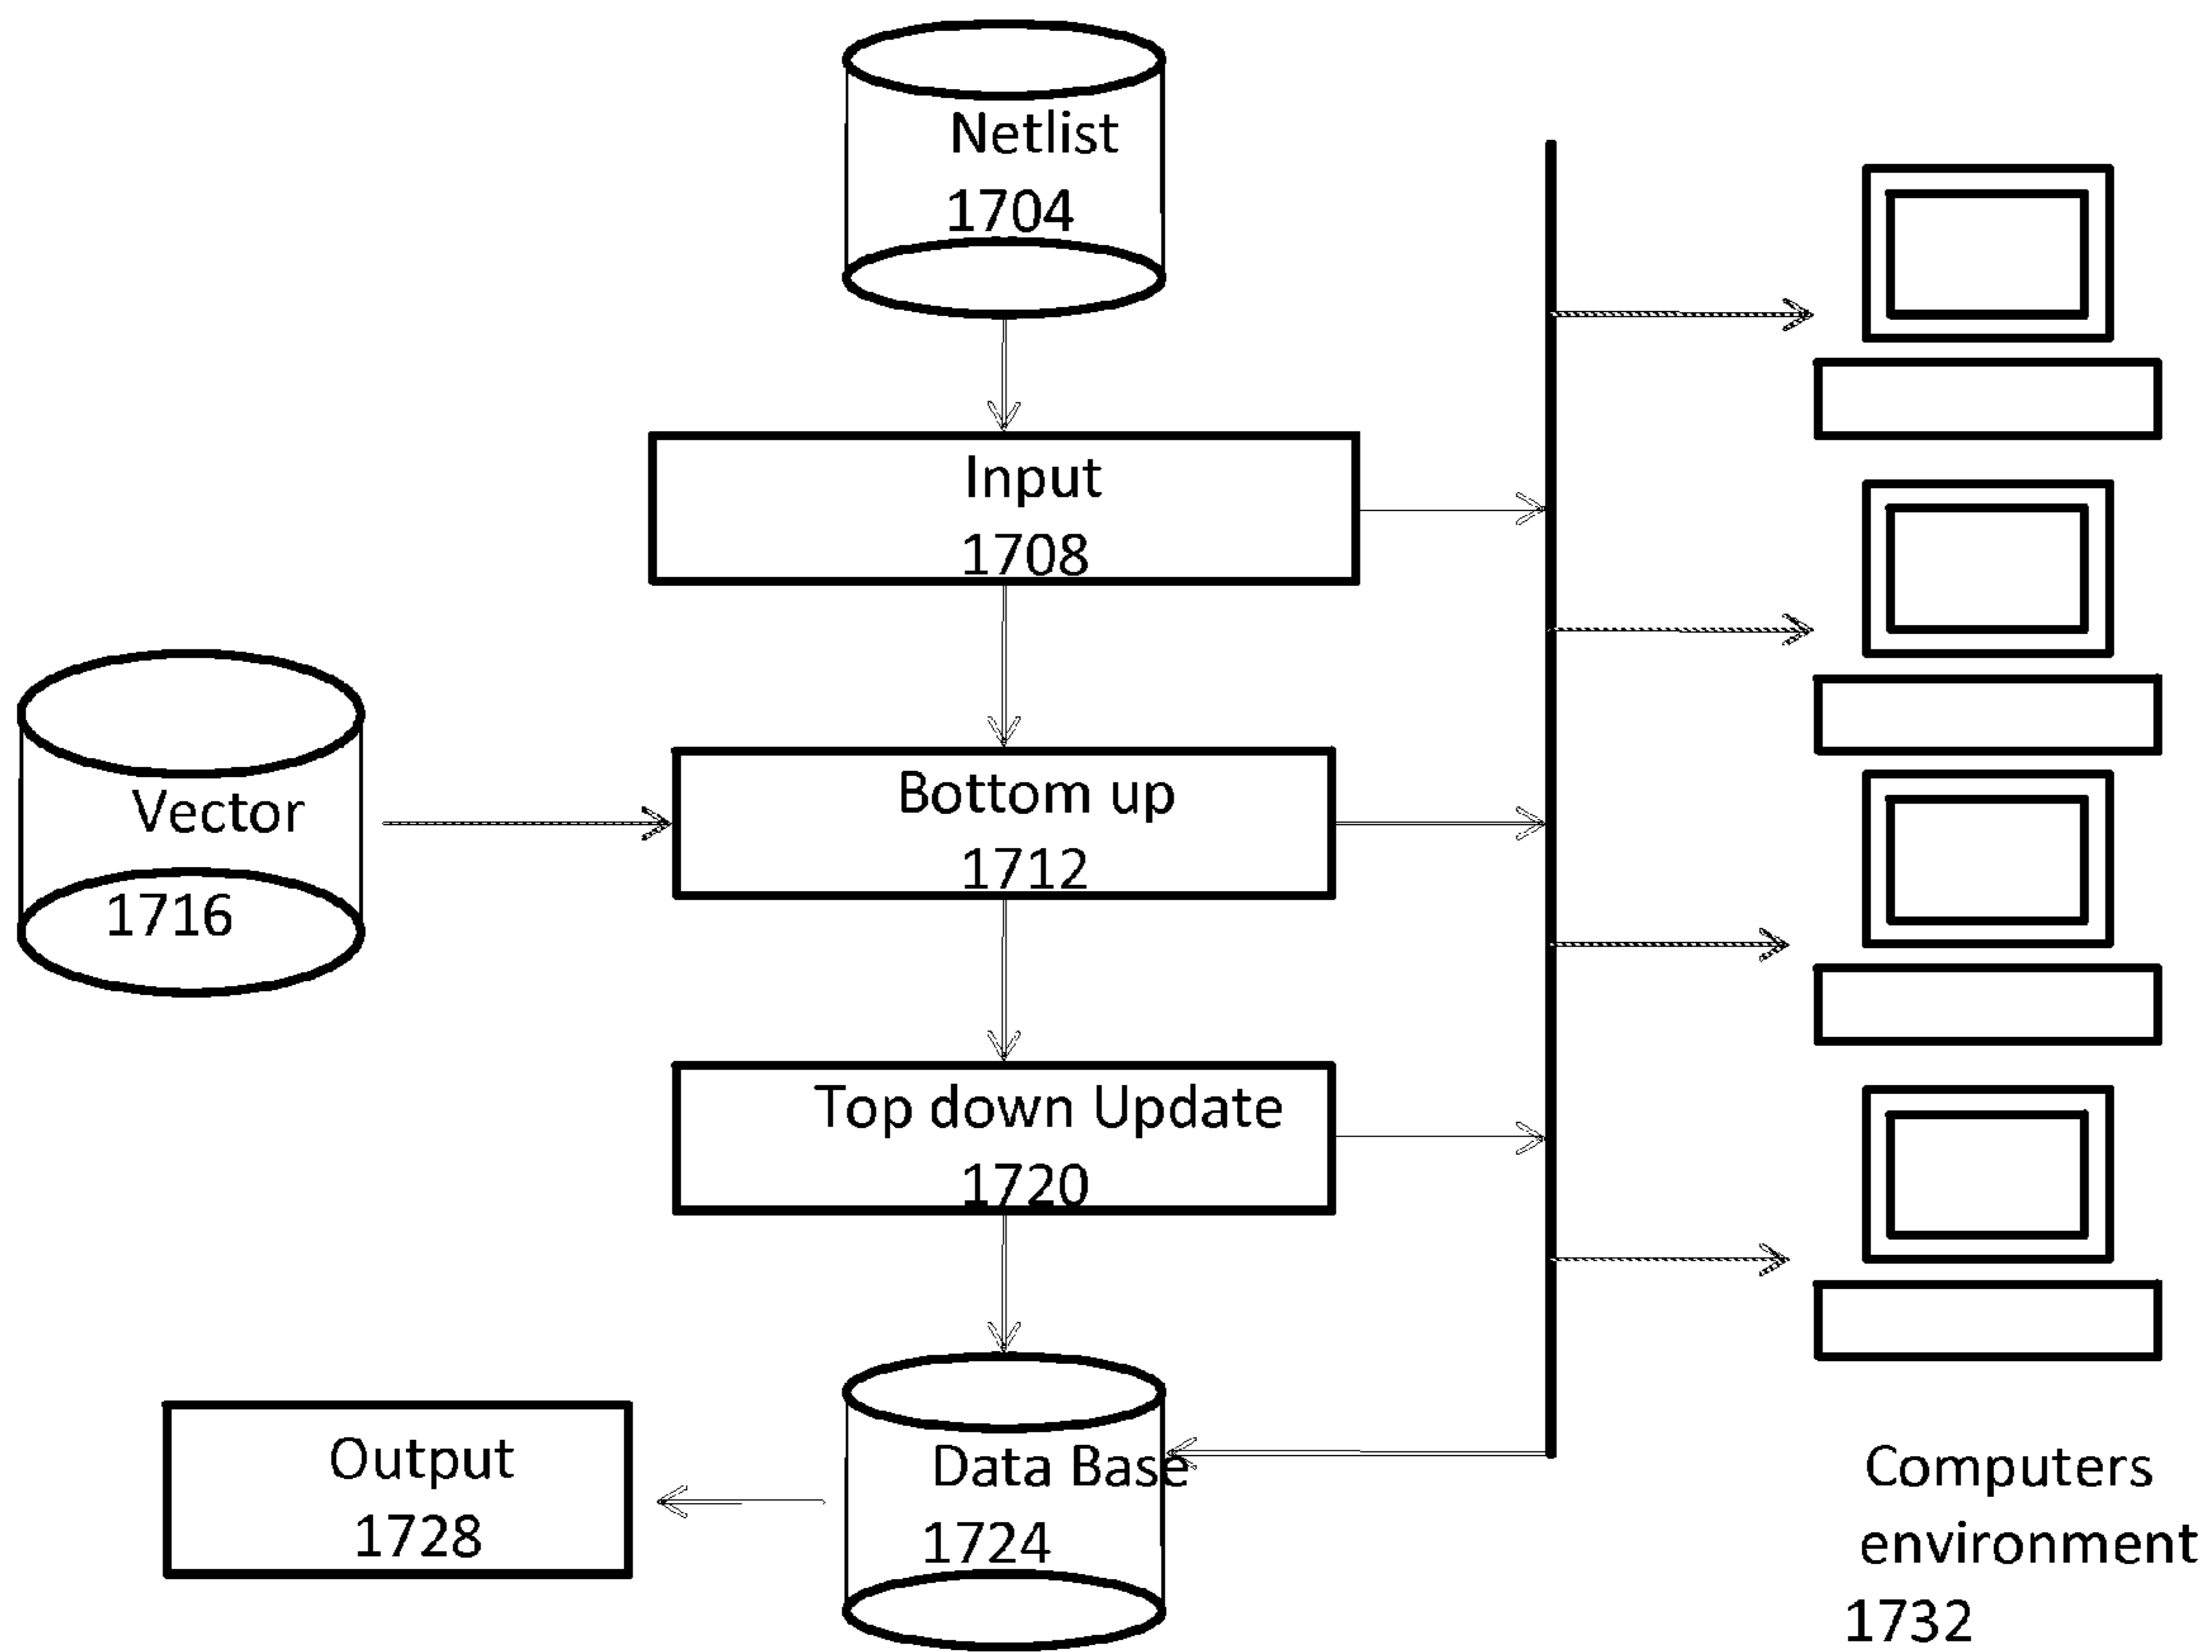 Netlist
1704
Input
1708
Vector
1716
Bottom up
1712
Top down Update
1720
Output
1728
Data Base
1724
Computers
environment
1732